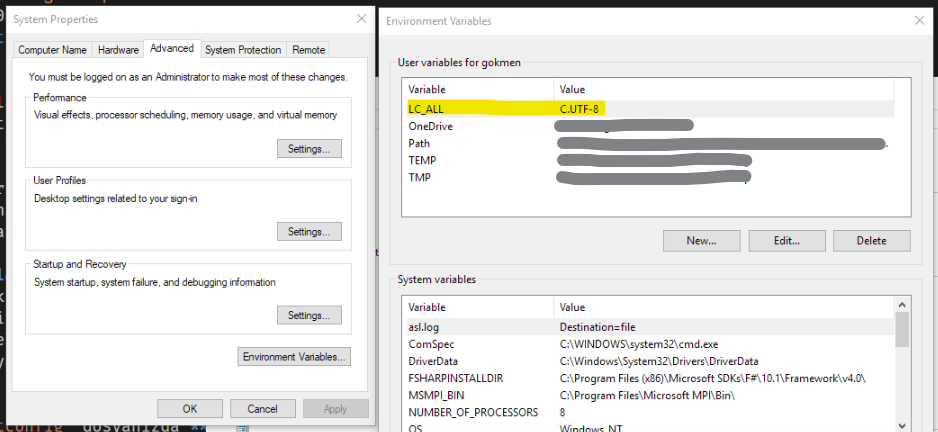 System Properties
Computer Name Hardware Advanced System Protection Remote
You must be logged on as an Administrator to make most of these changes.
Performance
Visual effects, processor scheduling, memory usage, and virtual memory
Settings...
User Profiles
Desktop settings related to your sign-in
Settings...
Startup and Recovery
System startup, system failure, and debugging information
Settings...
Environment Variables...
OK Cancel Apply
Environment Variables
User variables for gokmen
Variable Value
LC_ALL C.UTF-8
OneDrive
Path
TEMP
TMP
New... Edit... Delete
System variables
Variable Value
asl.log Destination=file
ComSpec C:\WINDOWS\system32\cmd.exe
DriverData C:\Windows\System32\Drivers\DriverData
FSHARPINSTALLDIR C:\Program Files (x86)\Microsoft SDKs\F#\10.1\Framework\v4.0\
MSMPI_BIN C:\Program Files\Microsoft MPI\Bin\
NUMBER_OF_PROCESSORS 8
OS Windows_NT